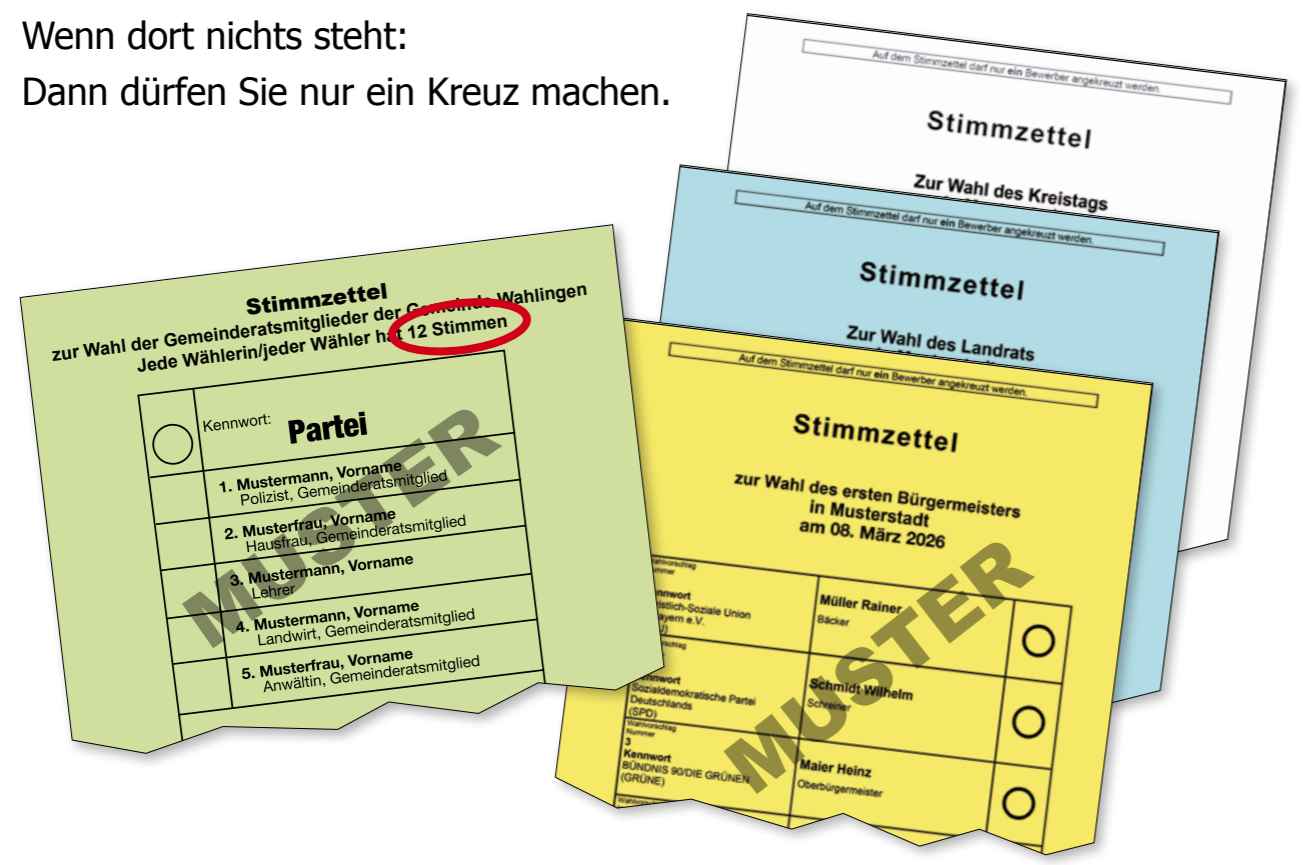 Wenn dort nichts steht:
Dann dürfen Sie nur ein Kreuz machen.
Auf dem Stimmzettel darf nur ein Bewerber angekreuzt werden.
Stimmzettel
Zur Wahl des Kreistags
Auf dem Stimmzettel darf nur ein Bewerber angekreuzt werden.
Stimmzettel
Zur Wahl des Landrats
Stimmzettel
zur Wahl der Gemeinderatsmitglieder der Gemeinde Wahlingen
Jede Wählerin/jeder Wähler hat 12 Stimmen
Kennwort: Partei
1. Mustermann, Vorname
Polizist, Gemeinderatsmitglied
2. Musterfrau, Vorname
Hausfrau, Gemeinderatsmitglied
3. Mustermann, Vorname
Lehrer
4. Mustermann, Vorname
Landwirt, Gemeinderatsmitglied
5. Musterfrau, Vorname
Anwältin, Gemeinderatsmitglied
MUSTER
Auf dem Stimmzettel darf nur ein Bewerber angekreuzt werden.
Stimmzettel
zur Wahl des ersten Bürgermeisters
in Musterstadt
am 08. März 2026
Müller Rainer
Bäcker
Schmidt Wilhelm
Schreiner
Sozialdemokratische Partei
Deutschlands
(SPD)
Wahlvorschlag
Nummer
3
Kennwort
BÜNDNIS 90/DIE GRÜNEN
(GRÜNE)
Maier Heinz
Oberbürgermeister
MUSTER